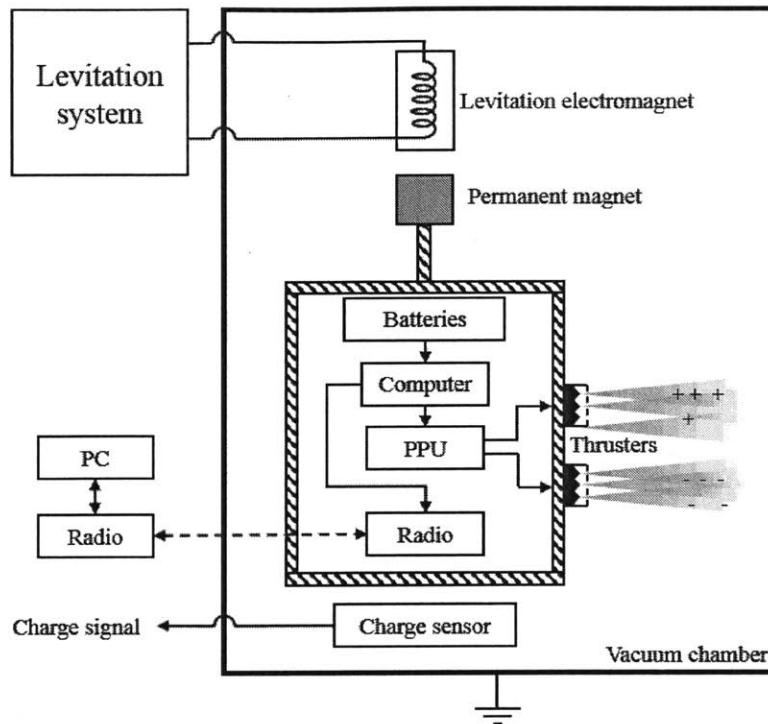 Levitation
system
Levitation electromagnet
Permanent magnet
Batteries
Computer
PPU
Thrusters
+ + +
+
- - -
- -
PC
Radio
Radio
Charge signal
Charge sensor
Vacuum chamber